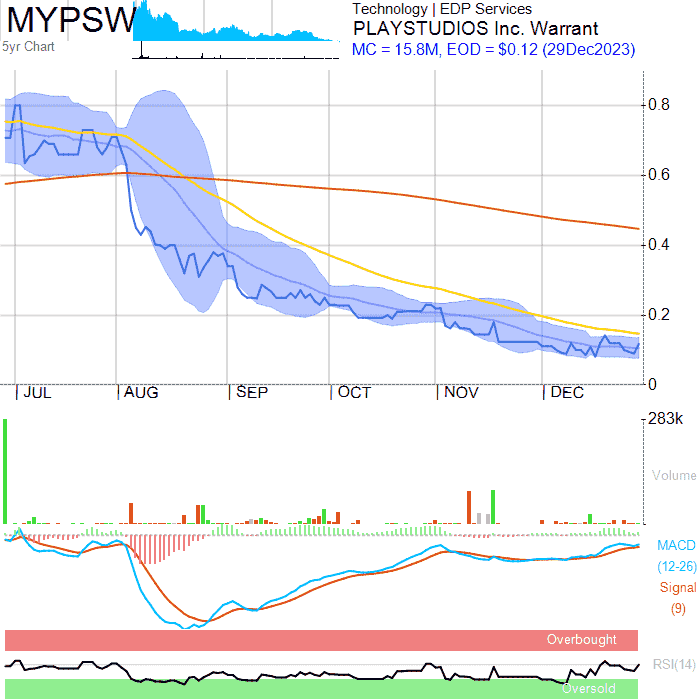 MYPSW
5yr Chart
Technology | EDP Services
PLAYSTUDIOS Inc. Warrant
MC = 15.8M, EOD = $0.12 (29Dec2023)
0.8
0.6
0.4
0.2
0
JUL AUG SEP OCT NOV DEC
283k
Volume
MACD
(12-26)
Signal
(9)
Overbought
RSI(14)
Oversold